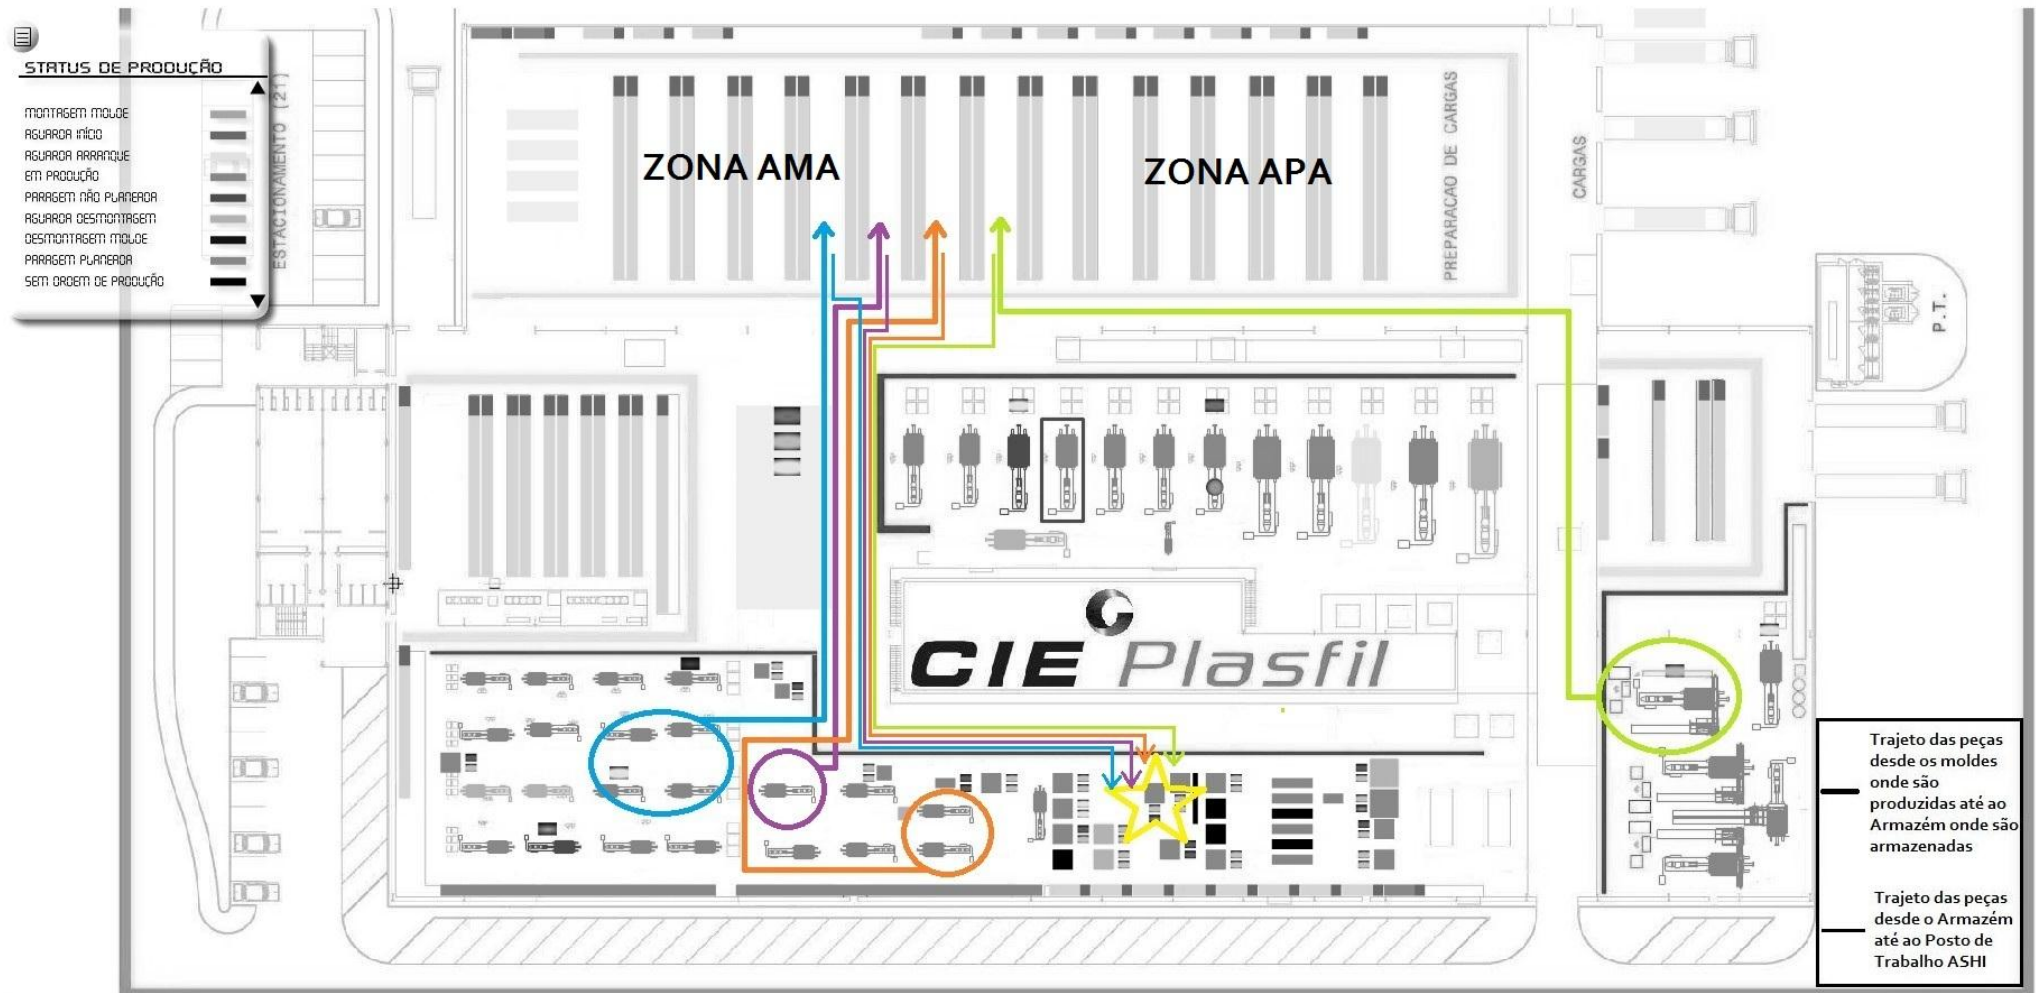 STATUS DE PRODUÇÃO
MONTAGEM MOLDE
AGUARDA INÍCIO
AGUARDA ARRANQUE
EM PRODUÇÃO
PARAGEM NÃO PLANEADA
AGUARDA DESMONTAGEM
DESMONTAGEM MOLDE
PARAGEM PLANEADA
SEM ORDEM DE PRODUÇÃO
ESTACIONAMENTO (21)
ZONA AMA
ZONA APA
PREPARACAO DE CARGAS
CARGAS
P.T.
CIE Plasfil
Trajeto das peças
desde os moldes
onde são
produzidas até ao
Armazém onde são
armazenadas
Trajeto das peças
desde o Armazém
até ao Posto de
Trabalho ASHI